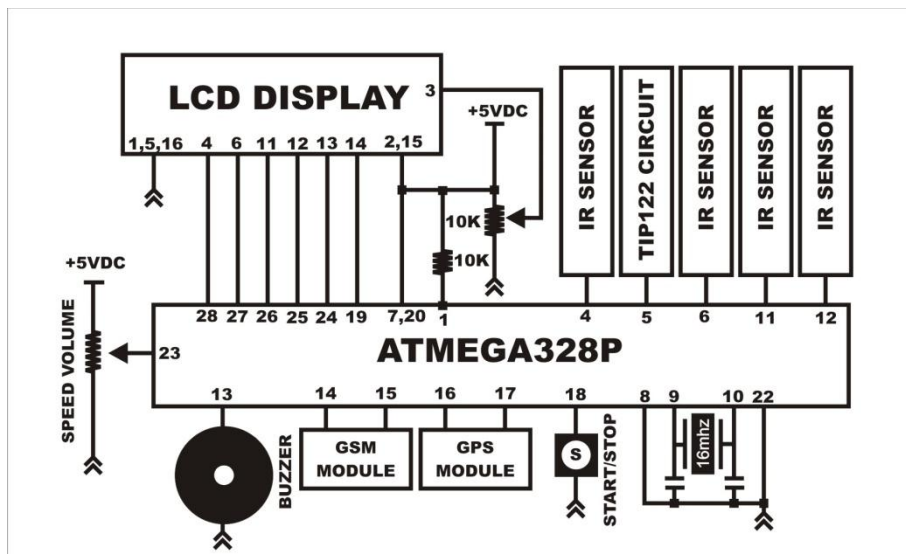 LCD DISPLAY
3
1,5,16 4 6 11 12 13 14 2,15
+5VDC
10K
10K
IR SENSOR
TIP122 CIRCUIT
IR SENSOR
IR SENSOR
IR SENSOR
+5VDC
SPEED VOLUME
28 27 26 25 24 19 7,20 1 4 5 6 11 12
23
ATMEGA328P
13 14 15 16 17 18 8 9 10 22
BUZZER
GSM
MODULE
GPS
MODULE
S
START/STOP
16mhz